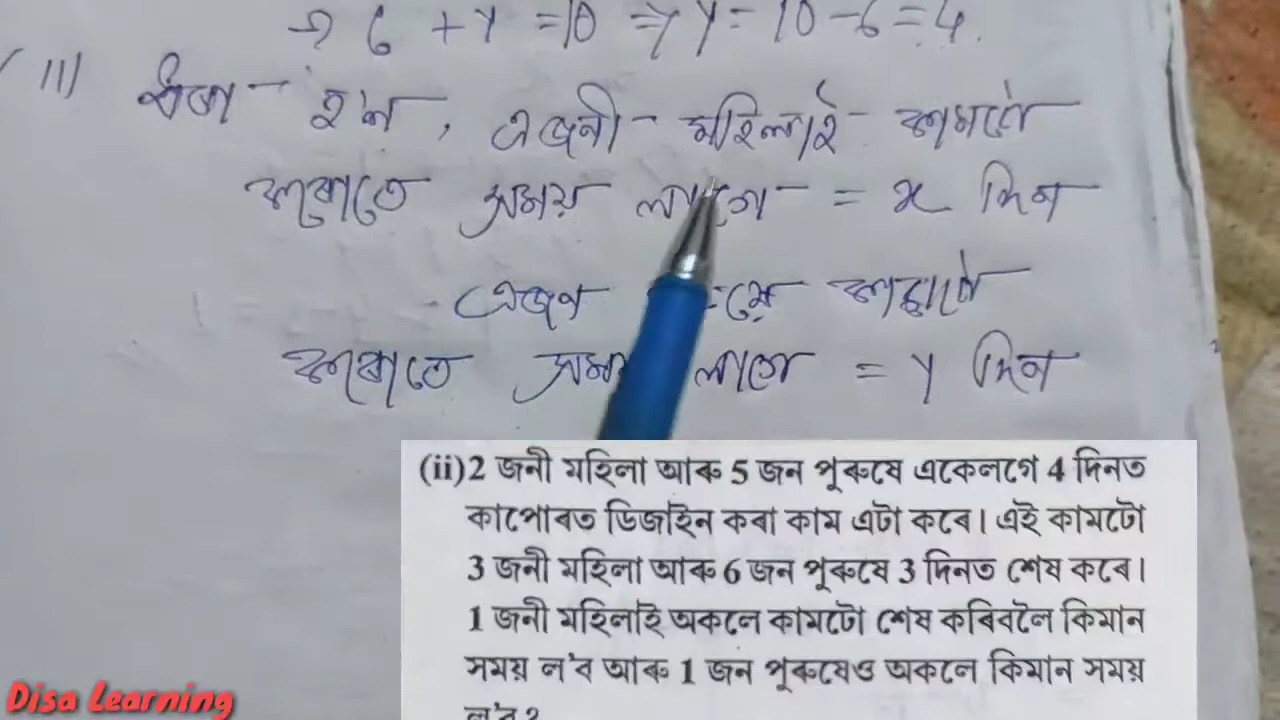 ⇒ 6 + y = 10 ⇒ y = 10 - 6 = 4.
(11) ধৰা হ'ল, এজনী মহিলাই কামটো
কৰোতে সময় লাগে = x দিন
এজন কামটো
কৰোতে সময় লাগে = y দিন
(ii) 2 জনী মহিলা আৰু 5 জন পুৰুষে একেলগে 4 দিনত
কাপোৰত ডিজাইন কৰা কাম এটা কৰে। এই কামটো
3 জনী মহিলা আৰু 6 জন পুৰুষে 3 দিনত শেষ কৰে।
1 জনী মহিলাই অকলে কামটো শেষ কৰিবলৈ কিমান
সময় ল'ব আৰু 1 জন পুৰুষেও অকলে কিমান সময়
ল'ব?
Disa Learning